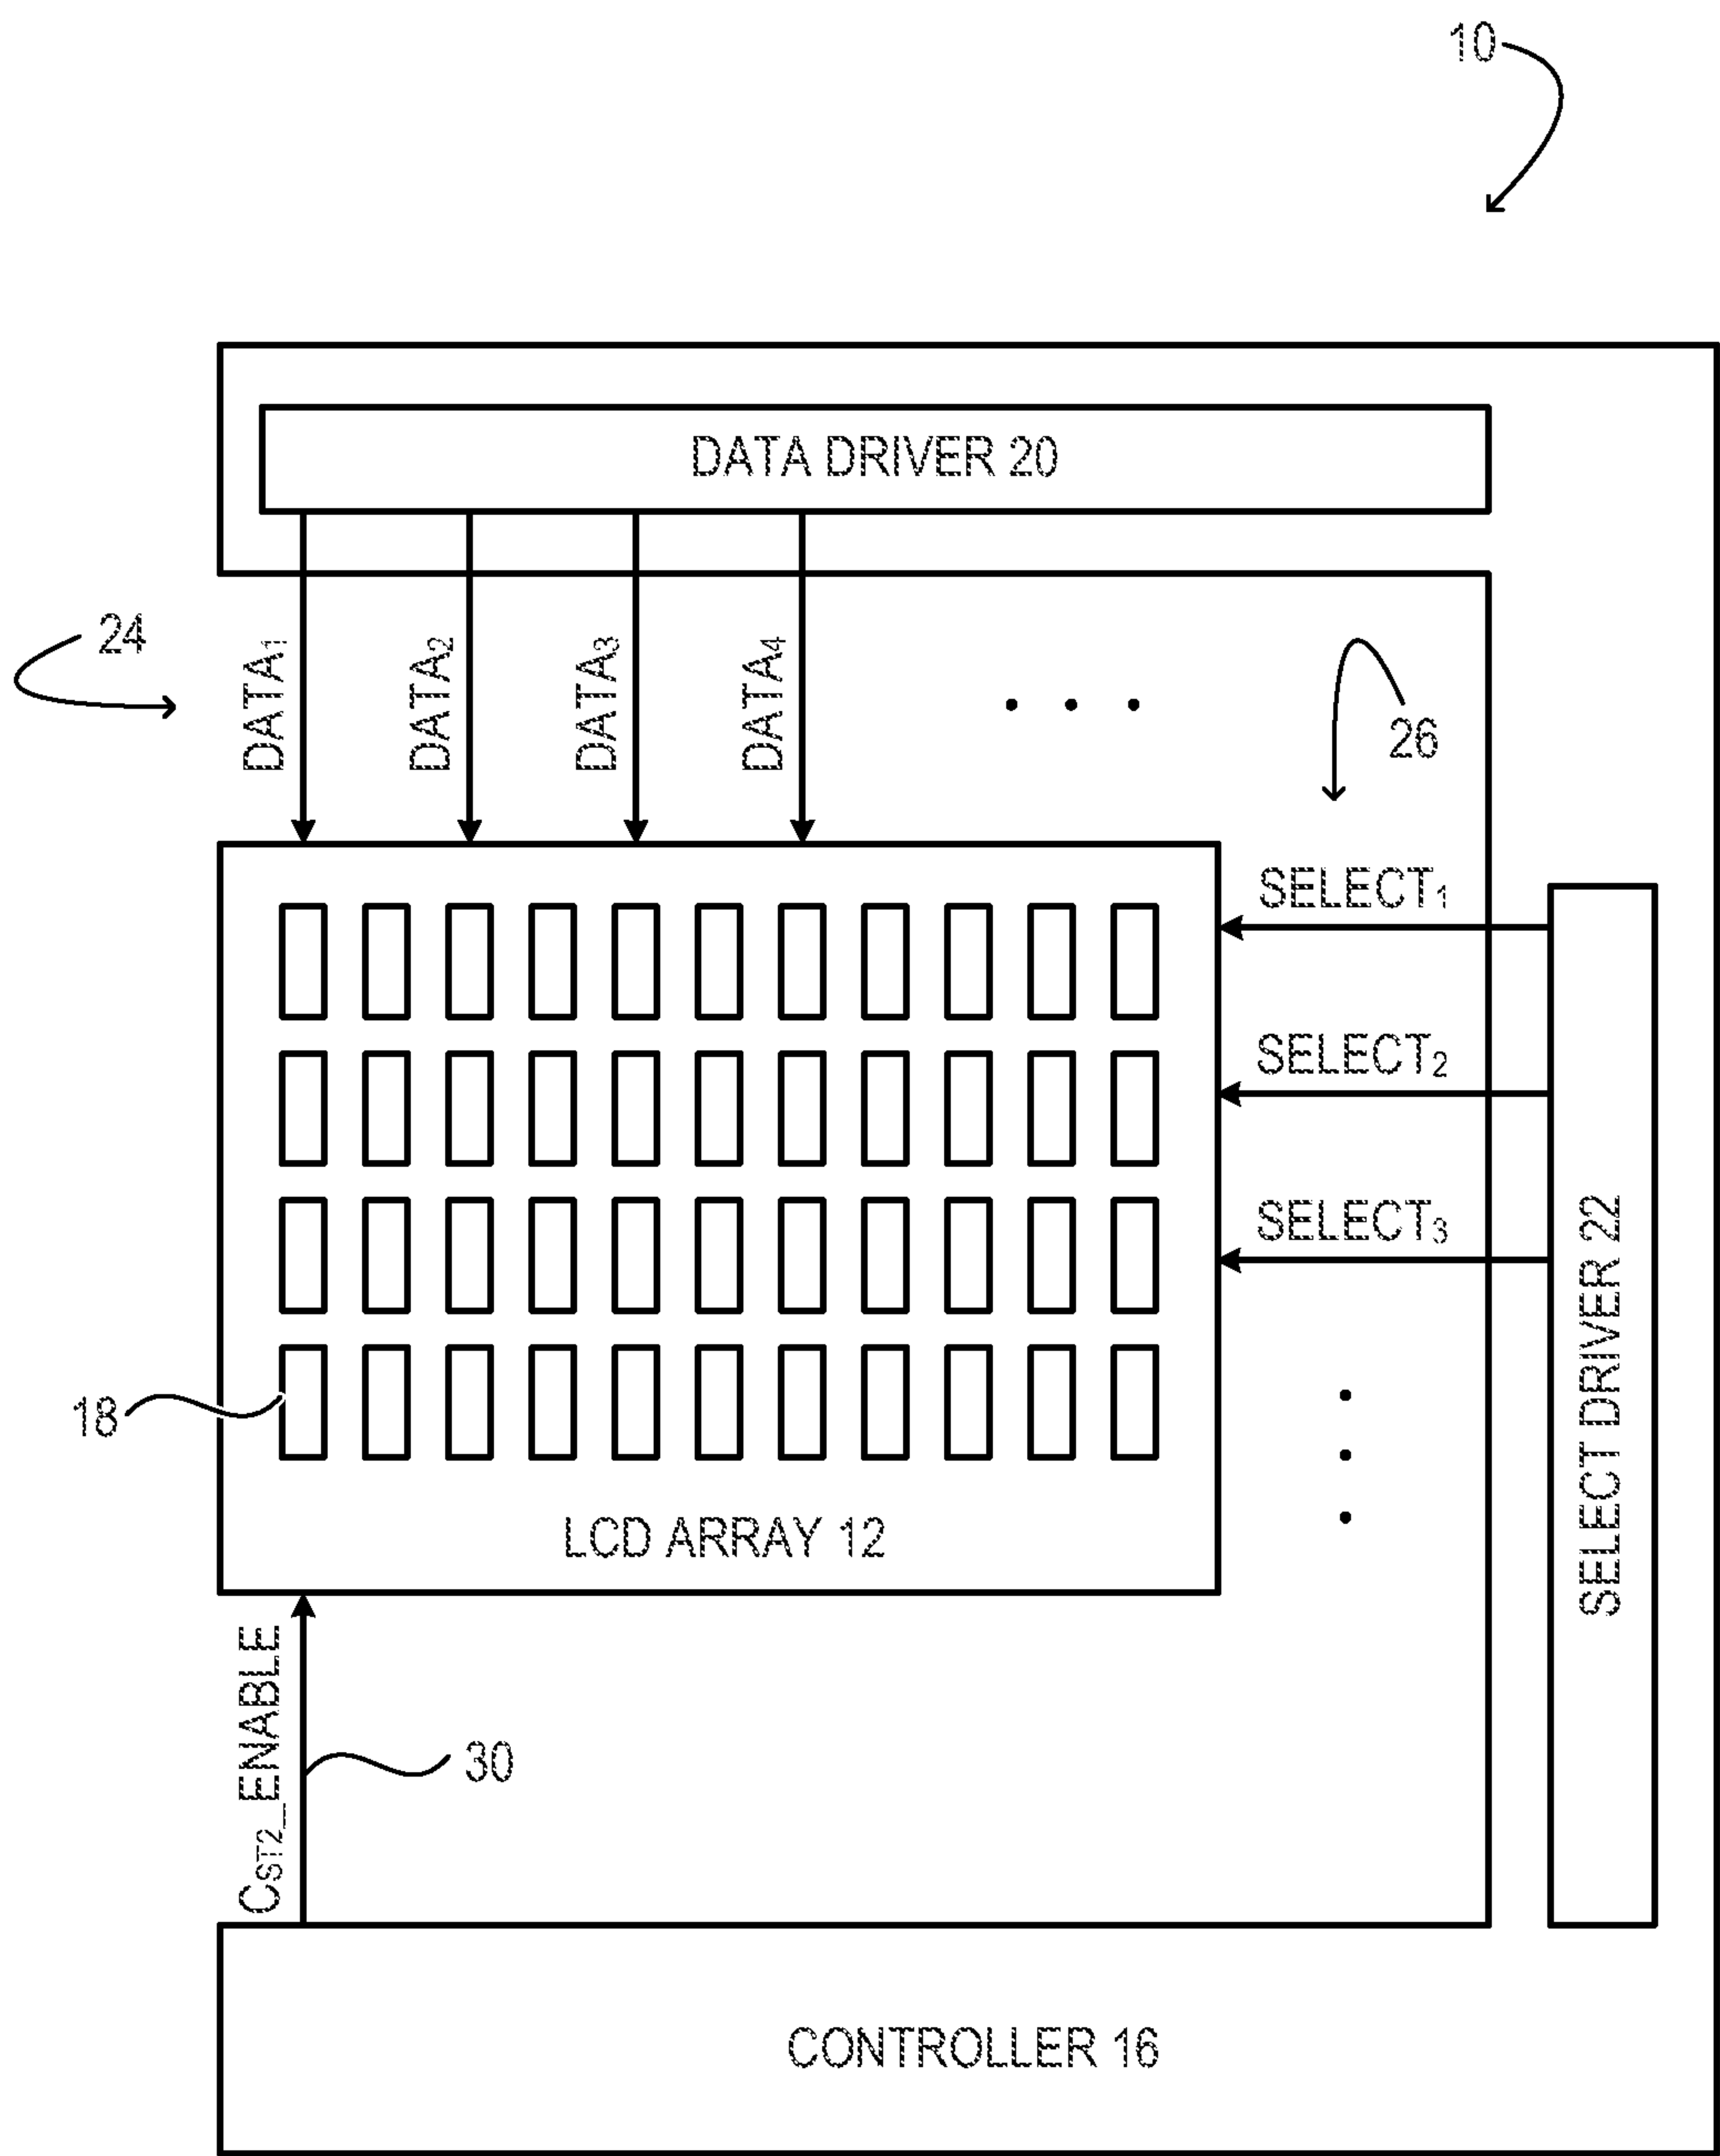 10
DATA DRIVER 20
24
DATA₁
DATA₂
DATA₃
DATA₄
26
SELECT₁
SELECT₂
SELECT₃
SELECT DRIVER 22
18
LCD ARRAY 12
C_ST2_ENABLE
30
CONTROLLER 16